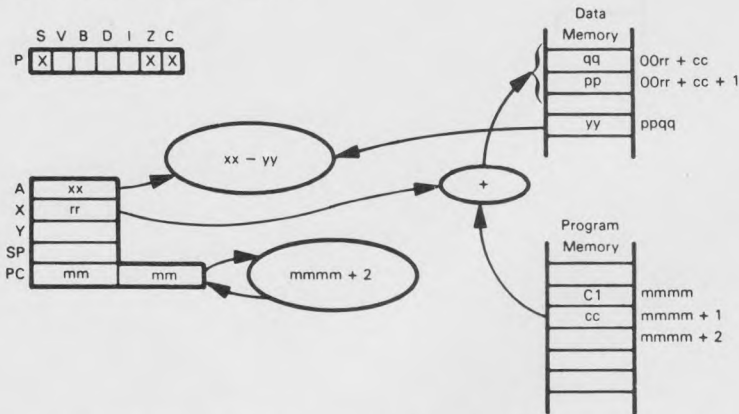 Data
Memory
S V B D I Z C
P X X X
qq 00rr + cc
pp 00rr + cc + 1
yy ppqq
xx − yy
A xx
X rr
+
Y
Program
Memory
SP
PC mm mm
mmmm + 2
C1 mmmm
cc mmmm + 1
mmmm + 2